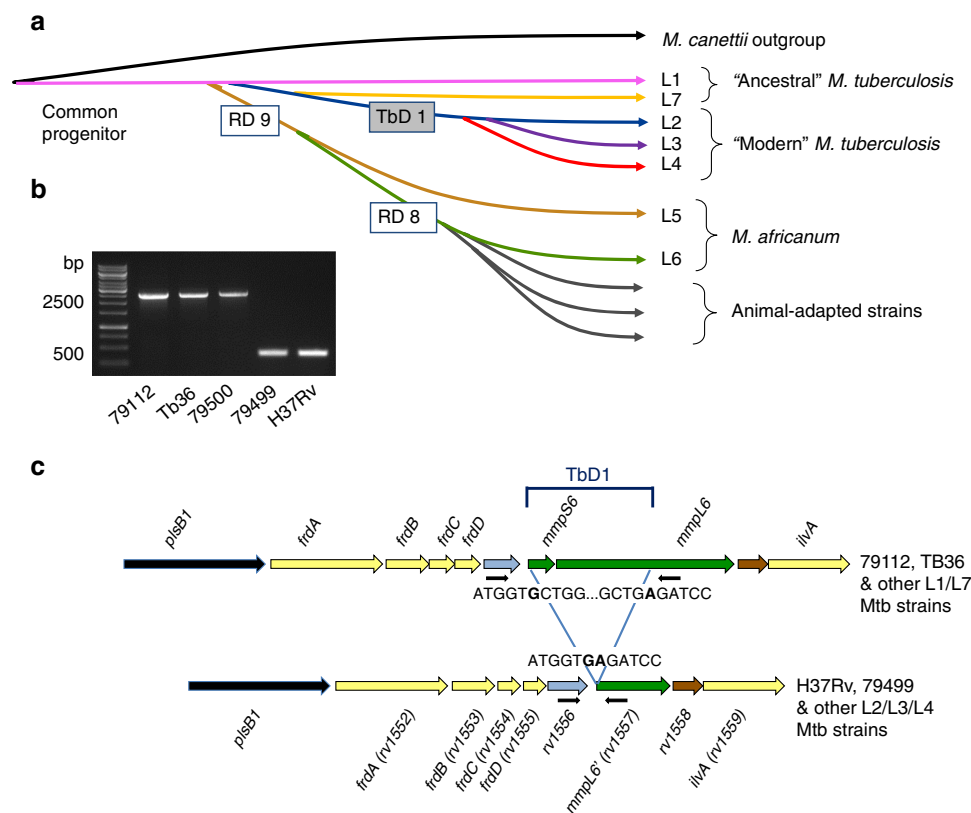 a
M. canettii outgroup
L1
L7
"Ancestral" M. tuberculosis
Common
progenitor
RD 9
TbD 1
L2
L3
L4
"Modern" M. tuberculosis
RD 8
L5
L6
M. africanum
Animal-adapted strains
b
bp
2500
500
79112
Tb36
79500
79499
H37Rv
c
TbD1
plsB1
frdA
frdB
frdC
frdD
mmpS6
mmpL6
ilvA
79112, TB36
& other L1/L7
Mtb strains
ATGGTGCTGG...GCTGAGATCC
ATGGTGAGATCC
H37Rv, 79499
& other L2/L3/L4
Mtb strains
plsB1
frdA (rv1552)
frdB (rv1553)
frdC (rv1554)
frdD (rv1555)
rv1556
mmpL6' (rv1557)
rv1558
ilvA (rv1559)